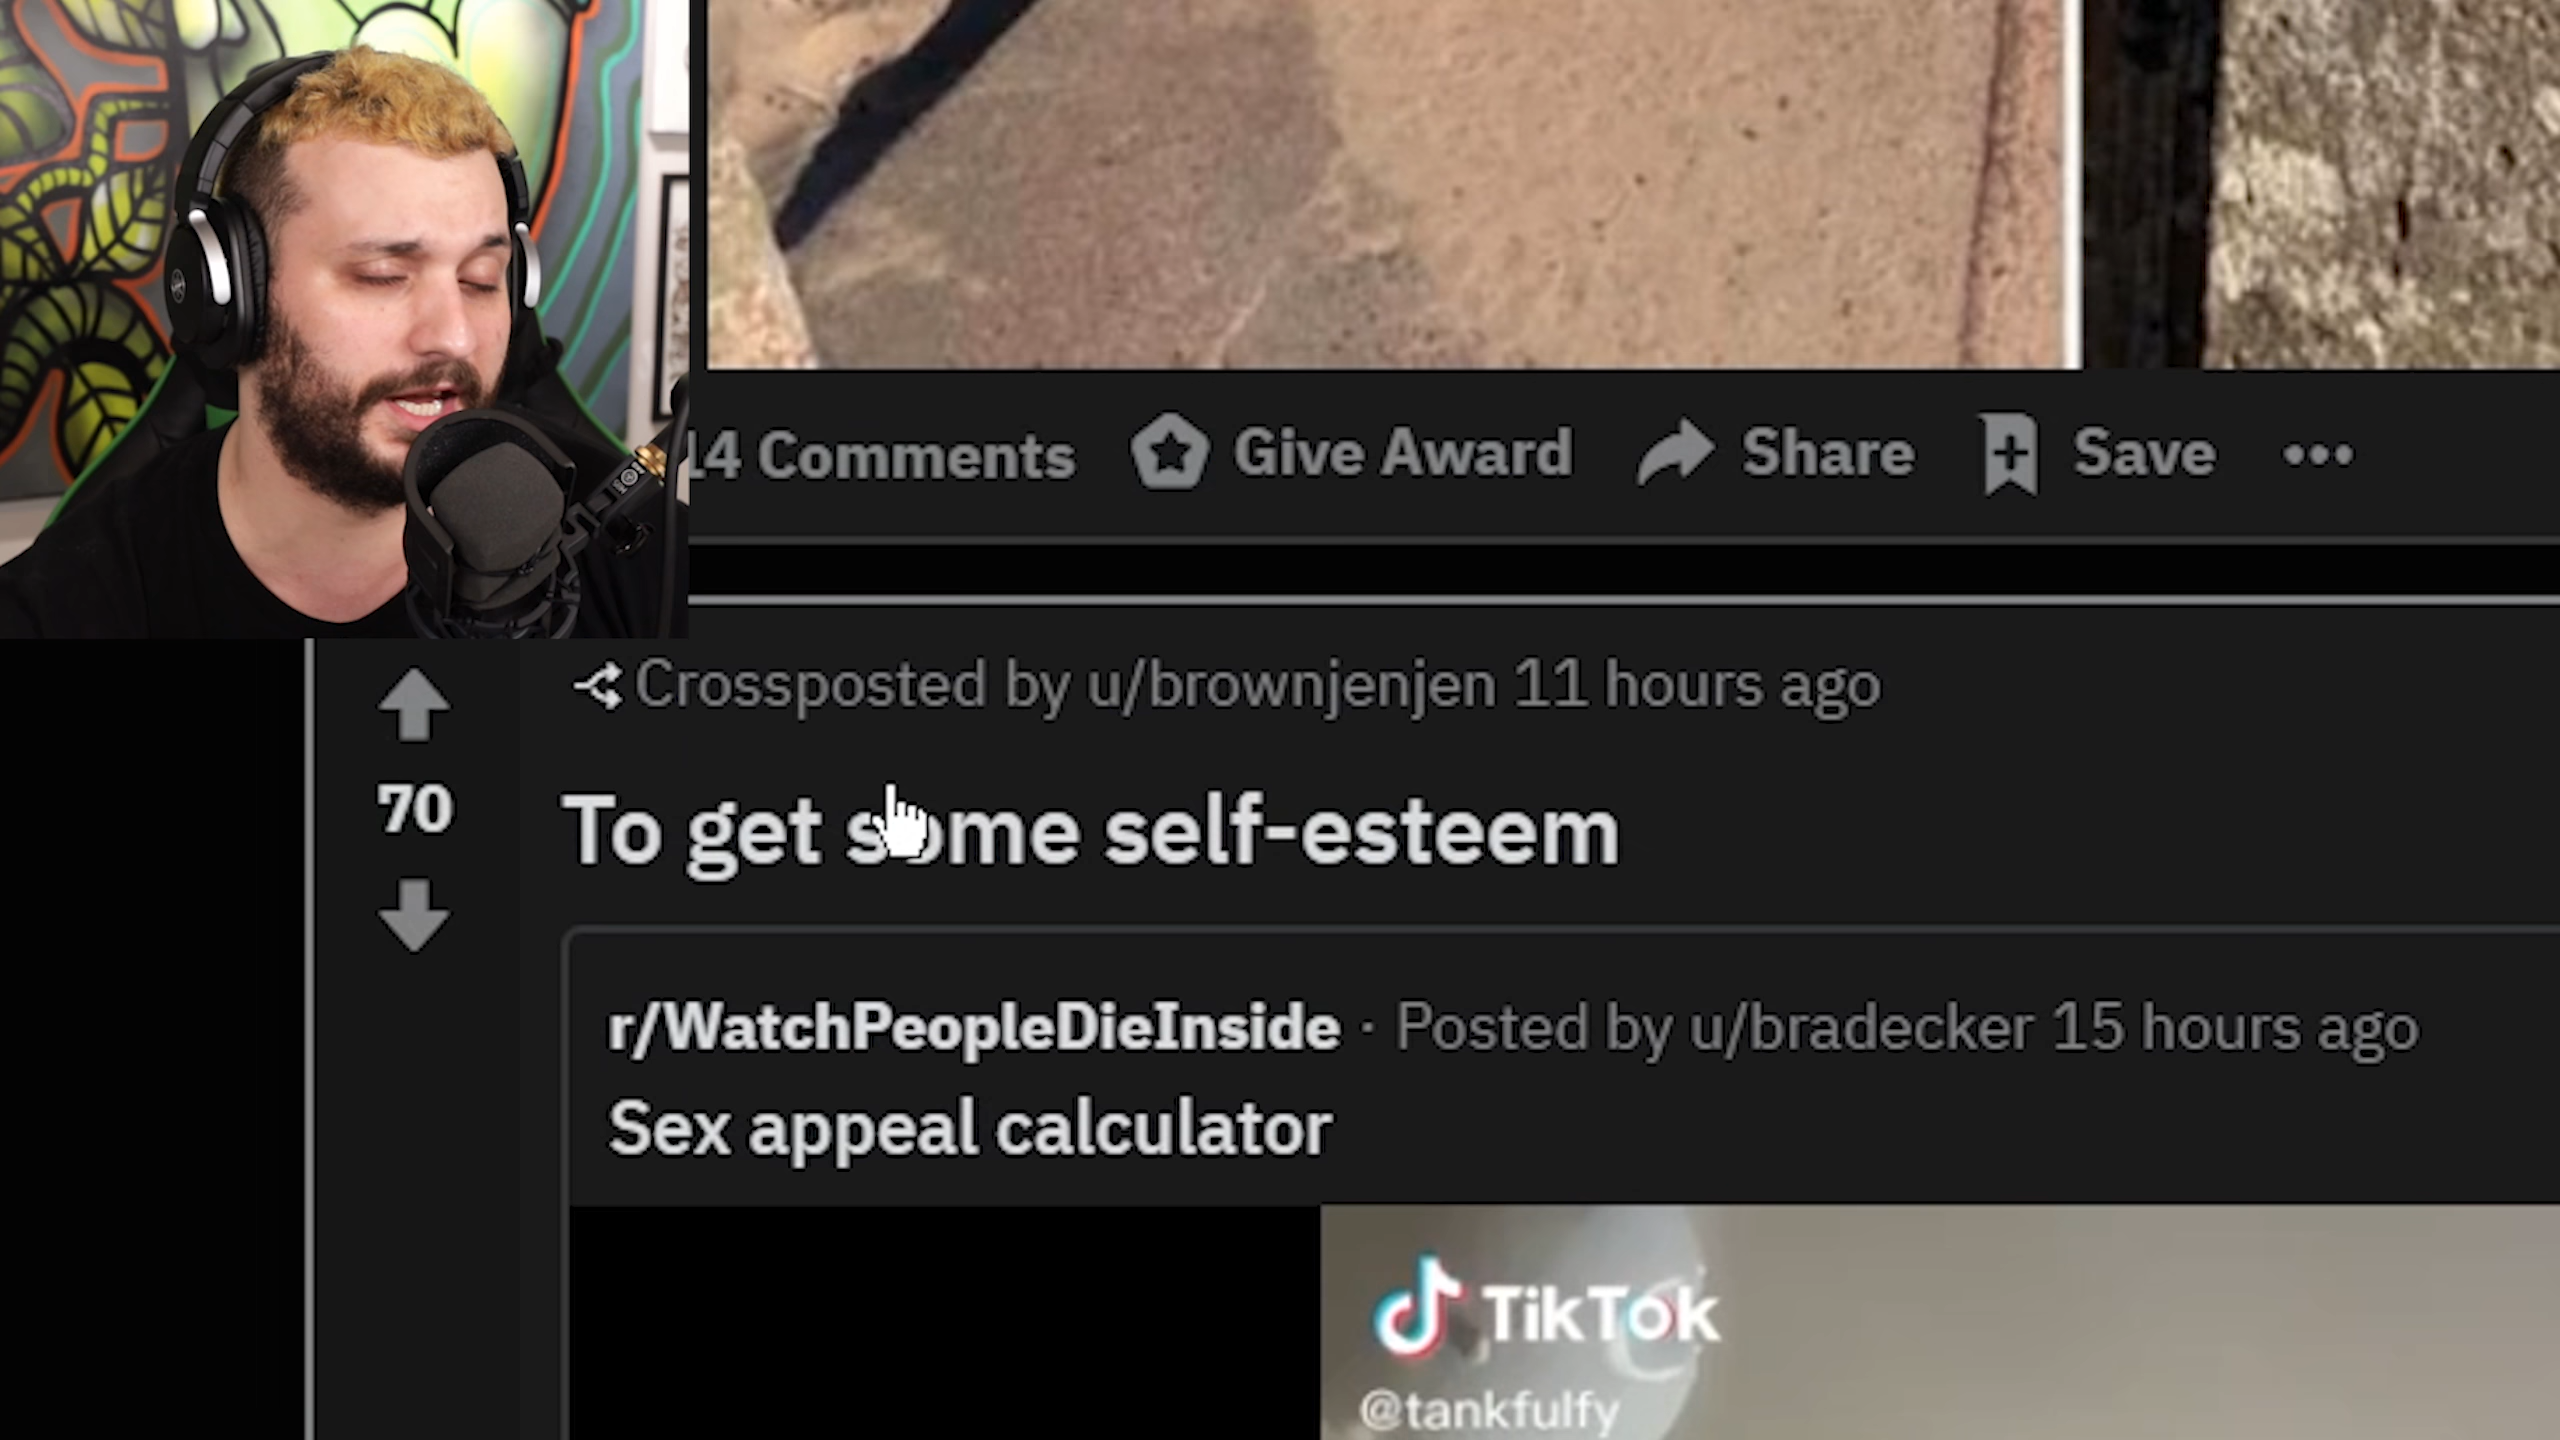 14 Comments Give Award Share Save
Crossposted by u/brownjenjen 11 hours ago
70
To get some self-esteem
r/WatchPeopleDieInside · Posted by u/bradecker 15 hours ago
Sex appeal calculator
TikTok
@tankfulfy